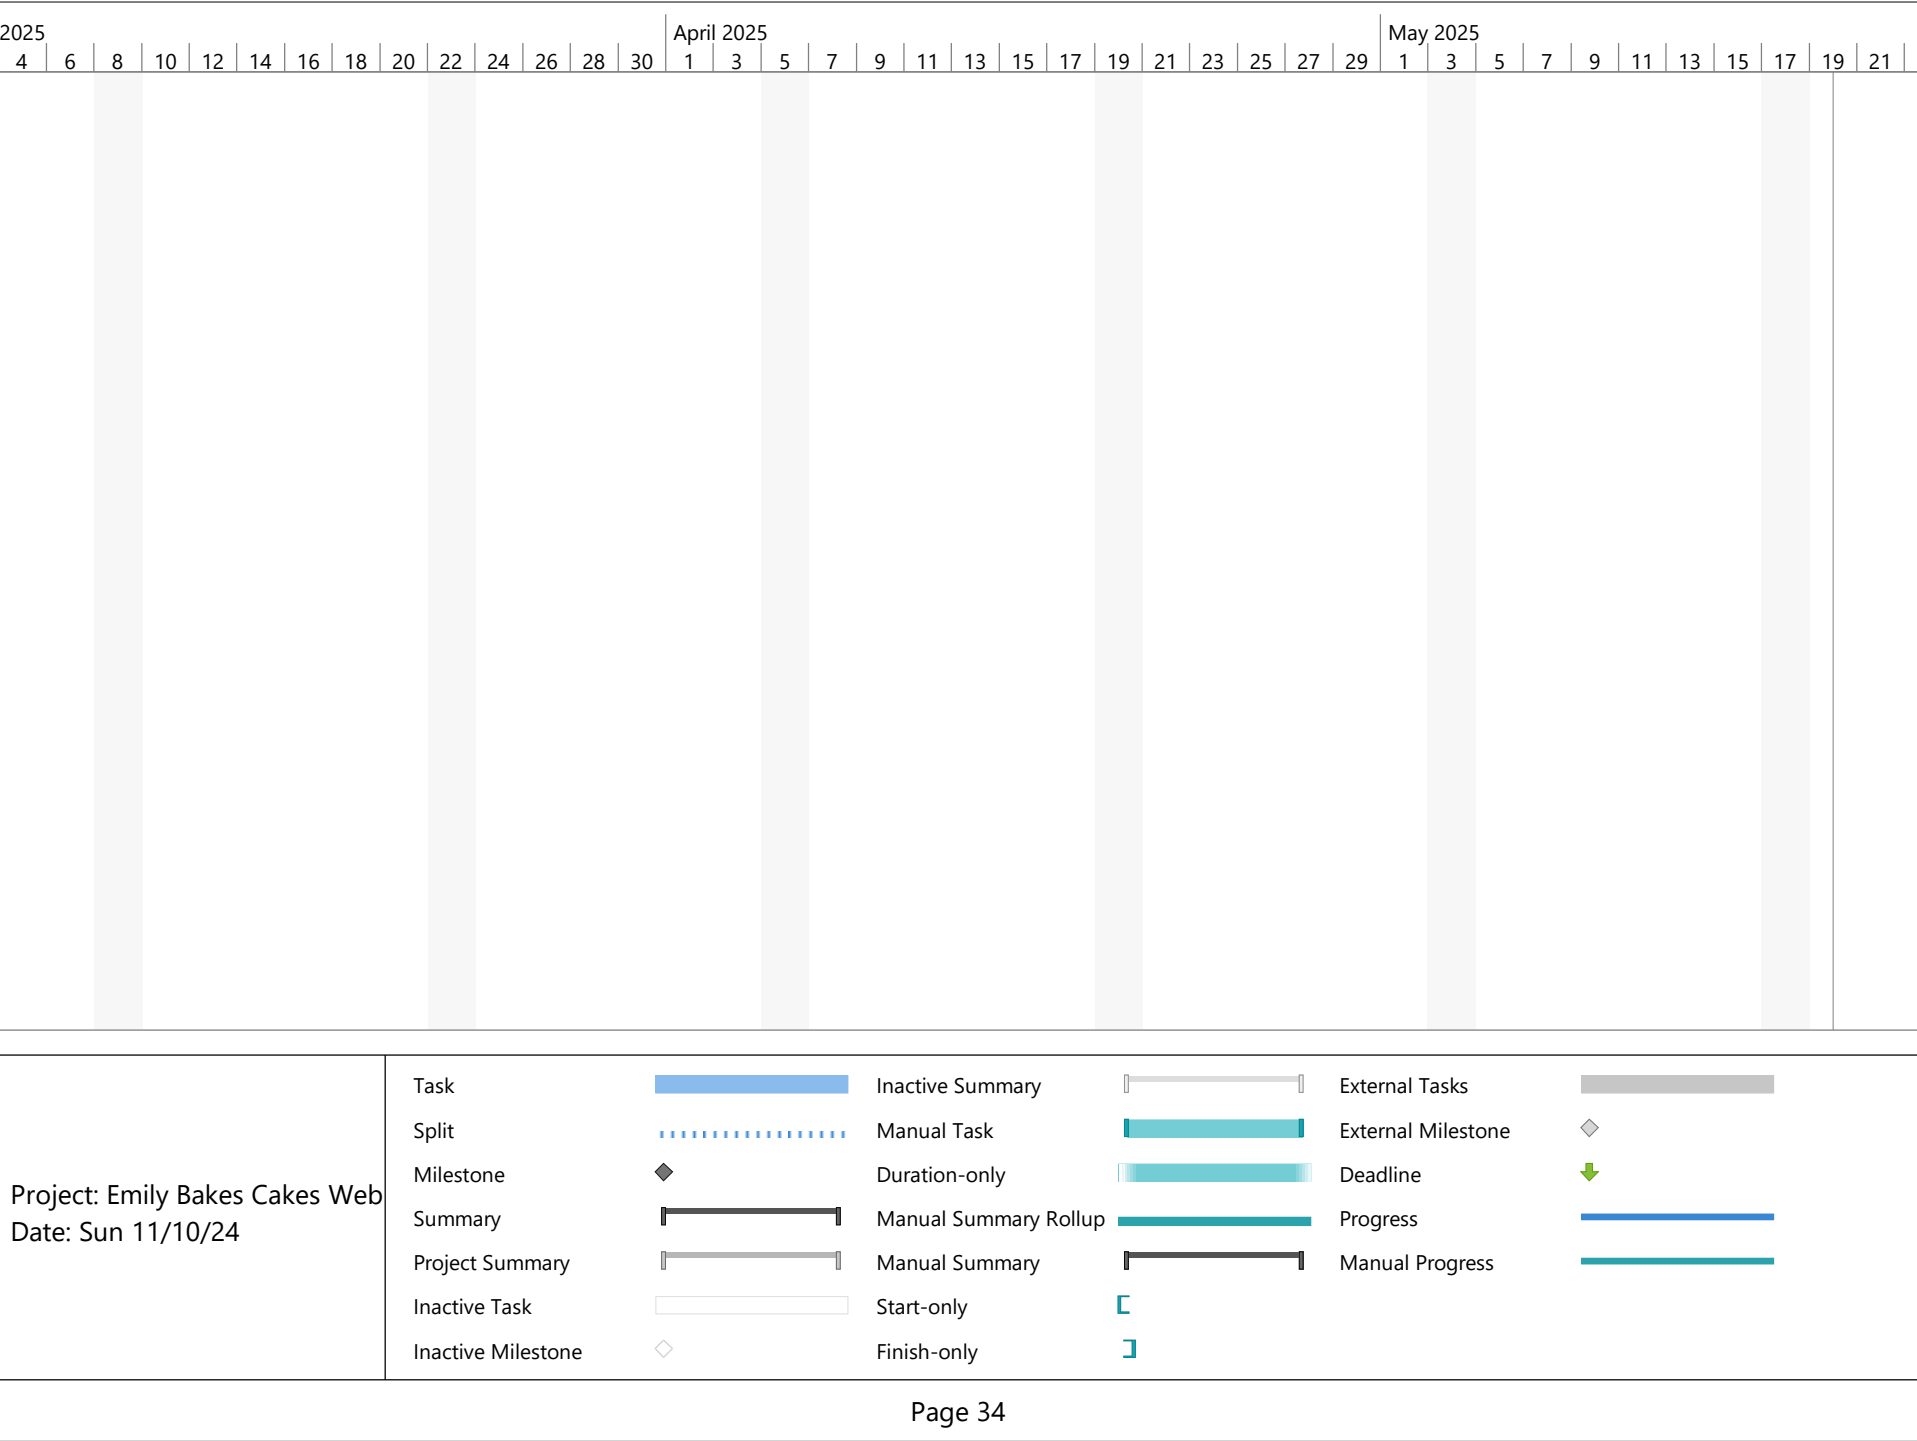 2025 April 2025 May 2025
4 6 8 10 12 14 16 18 20 22 24 26 28 30 1 3 5 7 9 11 13 15 17 19 21 23 25 27 29 1 3 5 7 9 11 13 15 17 19 21
Project: Emily Bakes Cakes Web
Date: Sun 11/10/24
Task
Split
Milestone
Summary
Project Summary
Inactive Task
Inactive Milestone
Inactive Summary
Manual Task
Duration-only
Manual Summary Rollup
Manual Summary
Start-only
Finish-only
External Tasks
External Milestone
Deadline
Progress
Manual Progress
Page 34